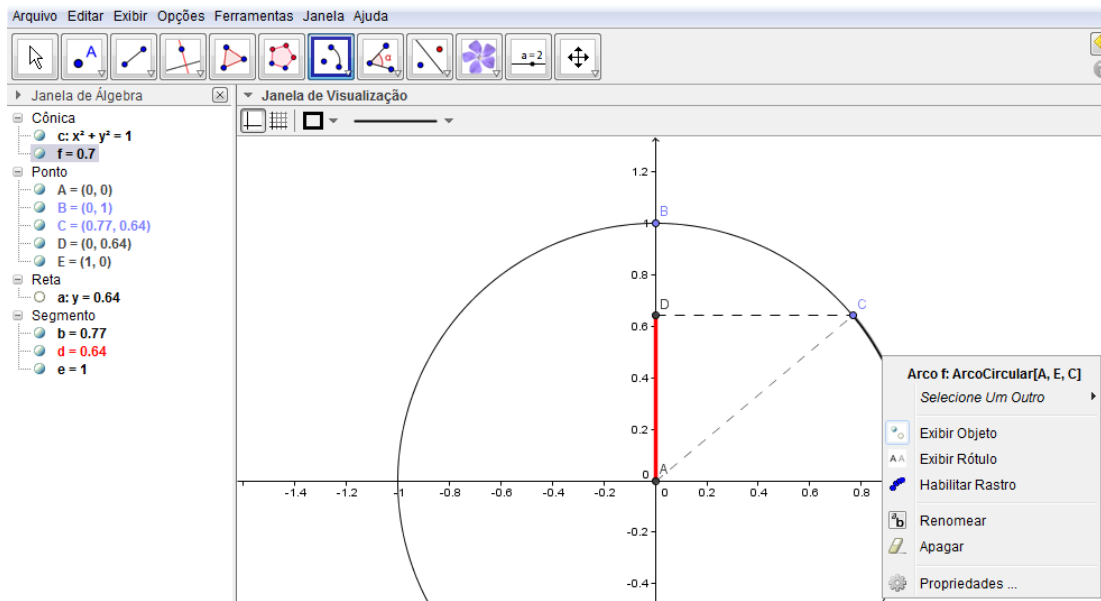 Arquivo Editar Exibir Opções Ferramentas Janela Ajuda
A
α
a = 2
Janela de Álgebra
Janela de Visualização
Cônica
c: x² + y² = 1
f = 0.7
Ponto
A = (0, 0)
B = (0, 1)
C = (0.77, 0.64)
D = (0, 0.64)
E = (1, 0)
Reta
a: y = 0.64
Segmento
b = 0.77
d = 0.64
e = 1
1.2
B
1
0.8
D
C
0.6
0.4
0.2
0
A
-1.4 -1.2 -1 -0.8 -0.6 -0.4 -0.2 0 0.2 0.4 0.6 0.8
-0.2
-0.4
Arco f: ArcoCircular[A, E, C]
Selecione Um Outro
Exibir Objeto
AA Exibir Rótulo
Habilitar Rastro
ab Renomear
Apagar
Propriedades ...